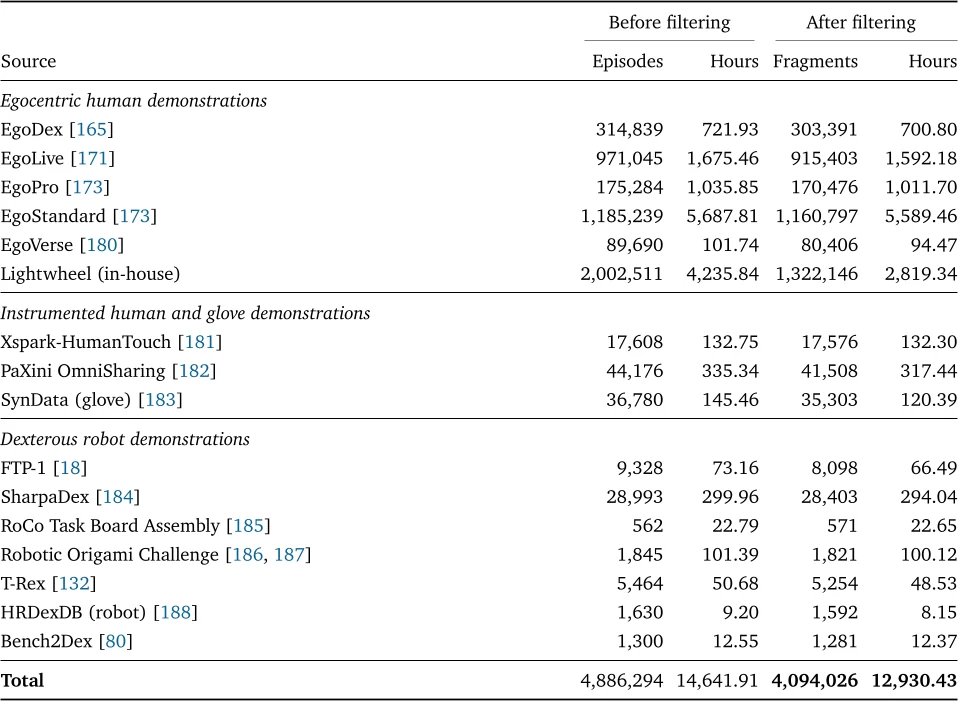 Before filtering After filtering
Source Episodes Hours Fragments Hours
Egocentric human demonstrations
EgoDex [165] 314,839 721.93 303,391 700.80
EgoLive [171] 971,045 1,675.46 915,403 1,592.18
EgoPro [173] 175,284 1,035.85 170,476 1,011.70
EgoStandard [173] 1,185,239 5,687.81 1,160,797 5,589.46
EgoVerse [180] 89,690 101.74 80,406 94.47
Lightwheel (in-house) 2,002,511 4,235.84 1,322,146 2,819.34
Instrumented human and glove demonstrations
Xspark-HumanTouch [181] 17,608 132.75 17,576 132.30
PaXini OmniSharing [182] 44,176 335.34 41,508 317.44
SynData (glove) [183] 36,780 145.46 35,303 120.39
Dexterous robot demonstrations
FTP-1 [18] 9,328 73.16 8,098 66.49
SharpaDex [184] 28,993 299.96 28,403 294.04
RoCo Task Board Assembly [185] 562 22.79 571 22.65
Robotic Origami Challenge [186, 187] 1,845 101.39 1,821 100.12
T-Rex [132] 5,464 50.68 5,254 48.53
HRDexDB (robot) [188] 1,630 9.20 1,592 8.15
Bench2Dex [80] 1,300 12.55 1,281 12.37
Total 4,886,294 14,641.91 4,094,026 12,930.43